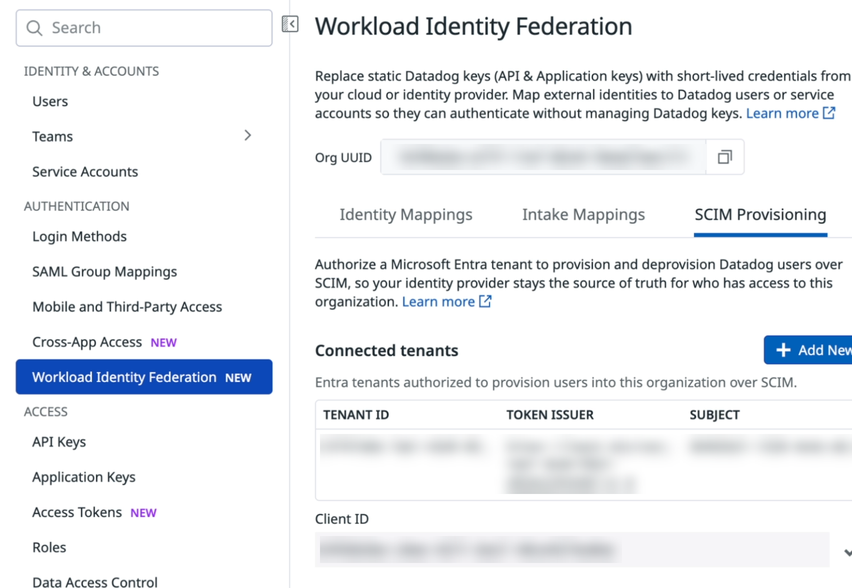 Search
IDENTITY & ACCOUNTS
Users
Teams
Service Accounts
AUTHENTICATION
Login Methods
SAML Group Mappings
Mobile and Third-Party Access
Cross-App Access NEW
Workload Identity Federation NEW
ACCESS
API Keys
Application Keys
Access Tokens NEW
Roles
Data Access Control
Workload Identity Federation
Replace static Datadog keys (API & Application keys) with short-lived credentials from
your cloud or identity provider. Map external identities to Datadog users or service
accounts so they can authenticate without managing Datadog keys. Learn more
Org UUID
Identity Mappings Intake Mappings SCIM Provisioning
Authorize a Microsoft Entra tenant to provision and deprovision Datadog users over
SCIM, so your identity provider stays the source of truth for who has access to this
organization. Learn more
Connected tenants
Add New
Entra tenants authorized to provision users into this organization over SCIM.
TENANT ID TOKEN ISSUER SUBJECT
Client ID